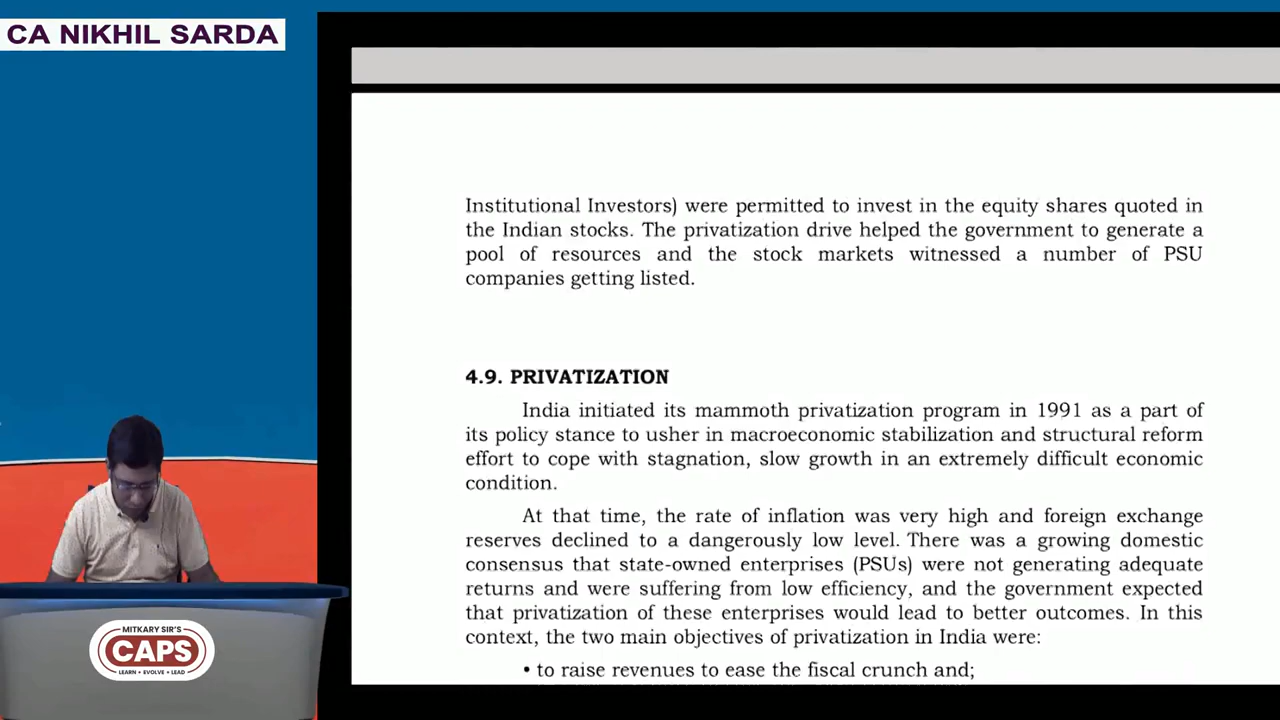 CA NIKHIL SARDA
Institutional Investors) were permitted to invest in the equity shares quoted in
the Indian stocks. The privatization drive helped the government to generate a
pool of resources and the stock markets witnessed a number of PSU
companies getting listed.
4.9. PRIVATIZATION
India initiated its mammoth privatization program in 1991 as a part of
its policy stance to usher in macroeconomic stabilization and structural reform
effort to cope with stagnation, slow growth in an extremely difficult economic
condition.
At that time, the rate of inflation was very high and foreign exchange
reserves declined to a dangerously low level. There was a growing domestic
consensus that state-owned enterprises (PSUs) were not generating adequate
returns and were suffering from low efficiency, and the government expected
that privatization of these enterprises would lead to better outcomes. In this
context, the two main objectives of privatization in India were:
• to raise revenues to ease the fiscal crunch and;
MITKARY SIR'S
CAPS
LEARN • EVOLVE • LEAD